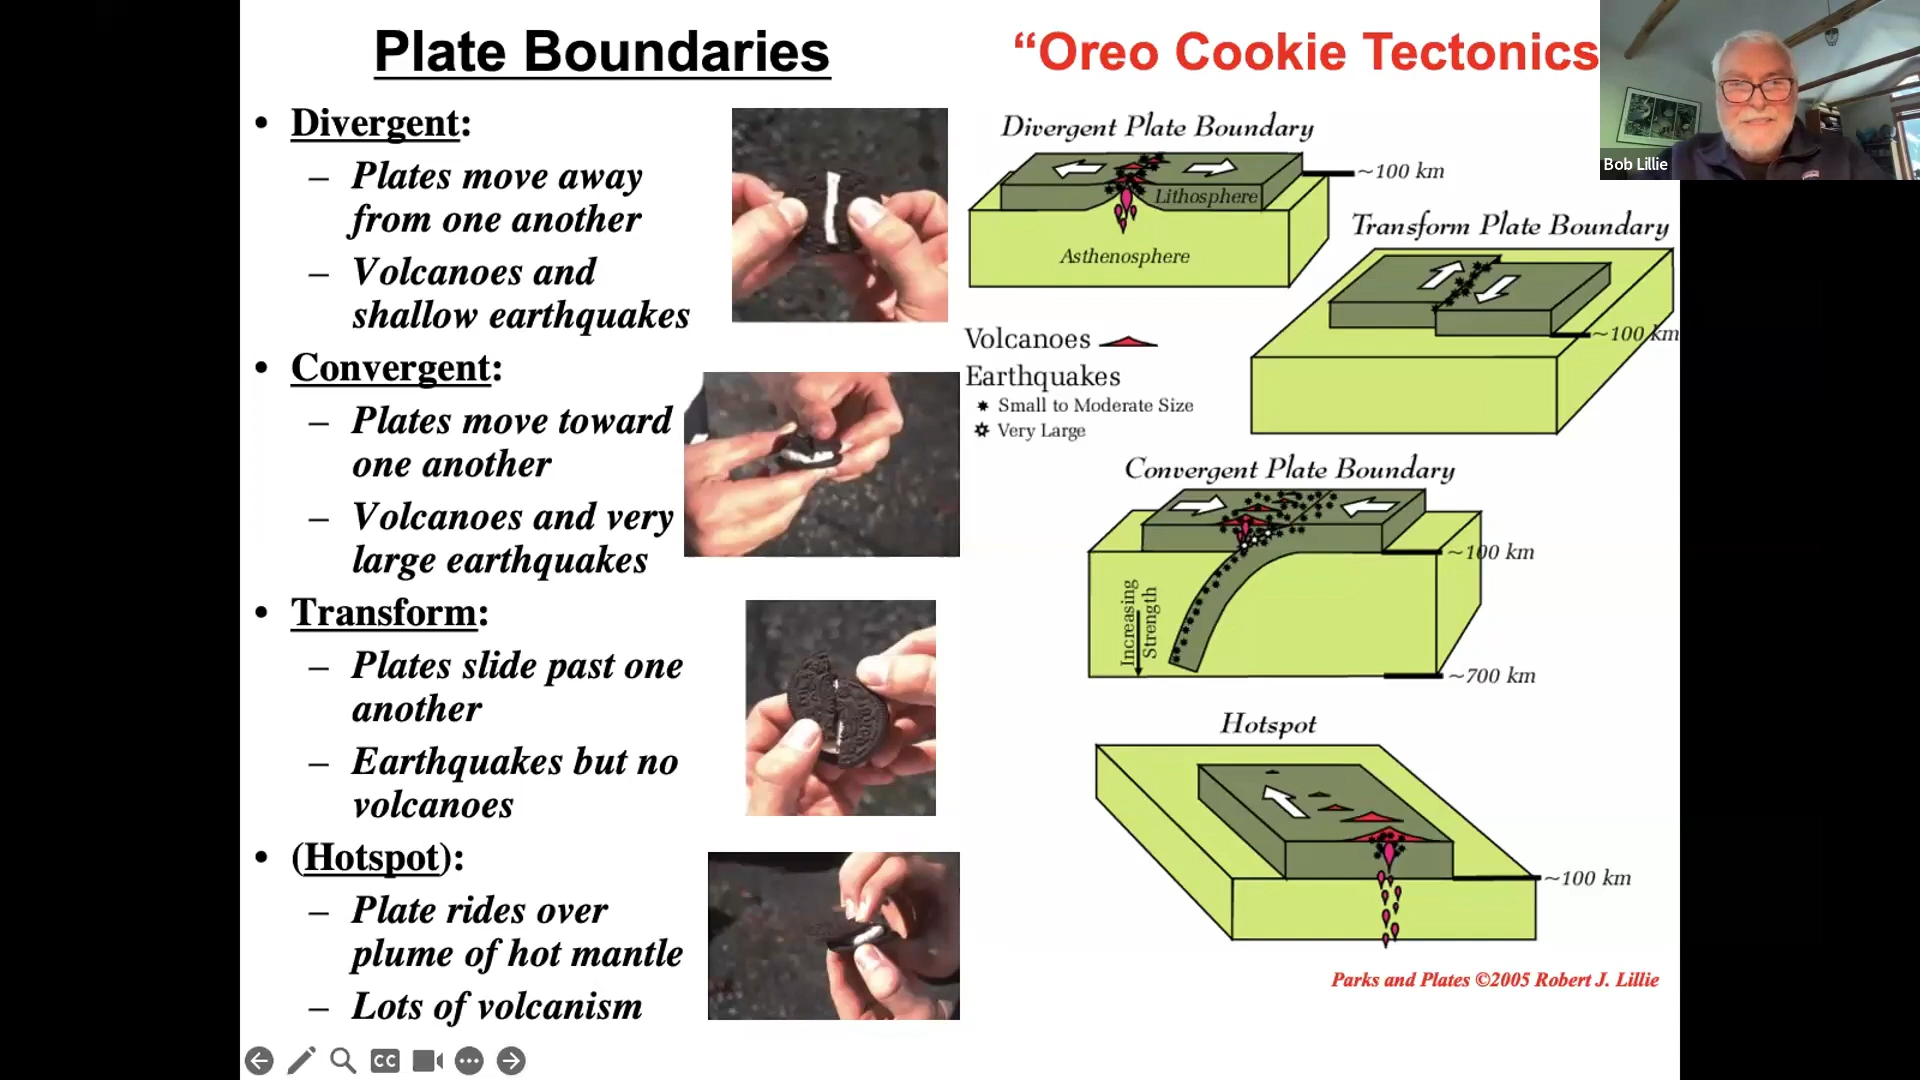 Plate Boundaries
• Divergent:
– Plates move away
from one another
– Volcanoes and
shallow earthquakes
• Convergent:
– Plates move toward
one another
– Volcanoes and very
large earthquakes
• Transform:
– Plates slide past one
another
– Earthquakes but no
volcanoes
• (Hotspot):
– Plate rides over
plume of hot mantle
– Lots of volcanism
“Oreo Cookie Tectonics
Bob Lillie
Divergent Plate Boundary
~100 km
Lithosphere
Asthenosphere
Transform Plate Boundary
~100 km
Volcanoes
Earthquakes
Small to Moderate Size
Very Large
Convergent Plate Boundary
~100 km
Increasing
Strength
~700 km
Hotspot
~100 km
Parks and Plates ©2005 Robert J. Lillie
CC